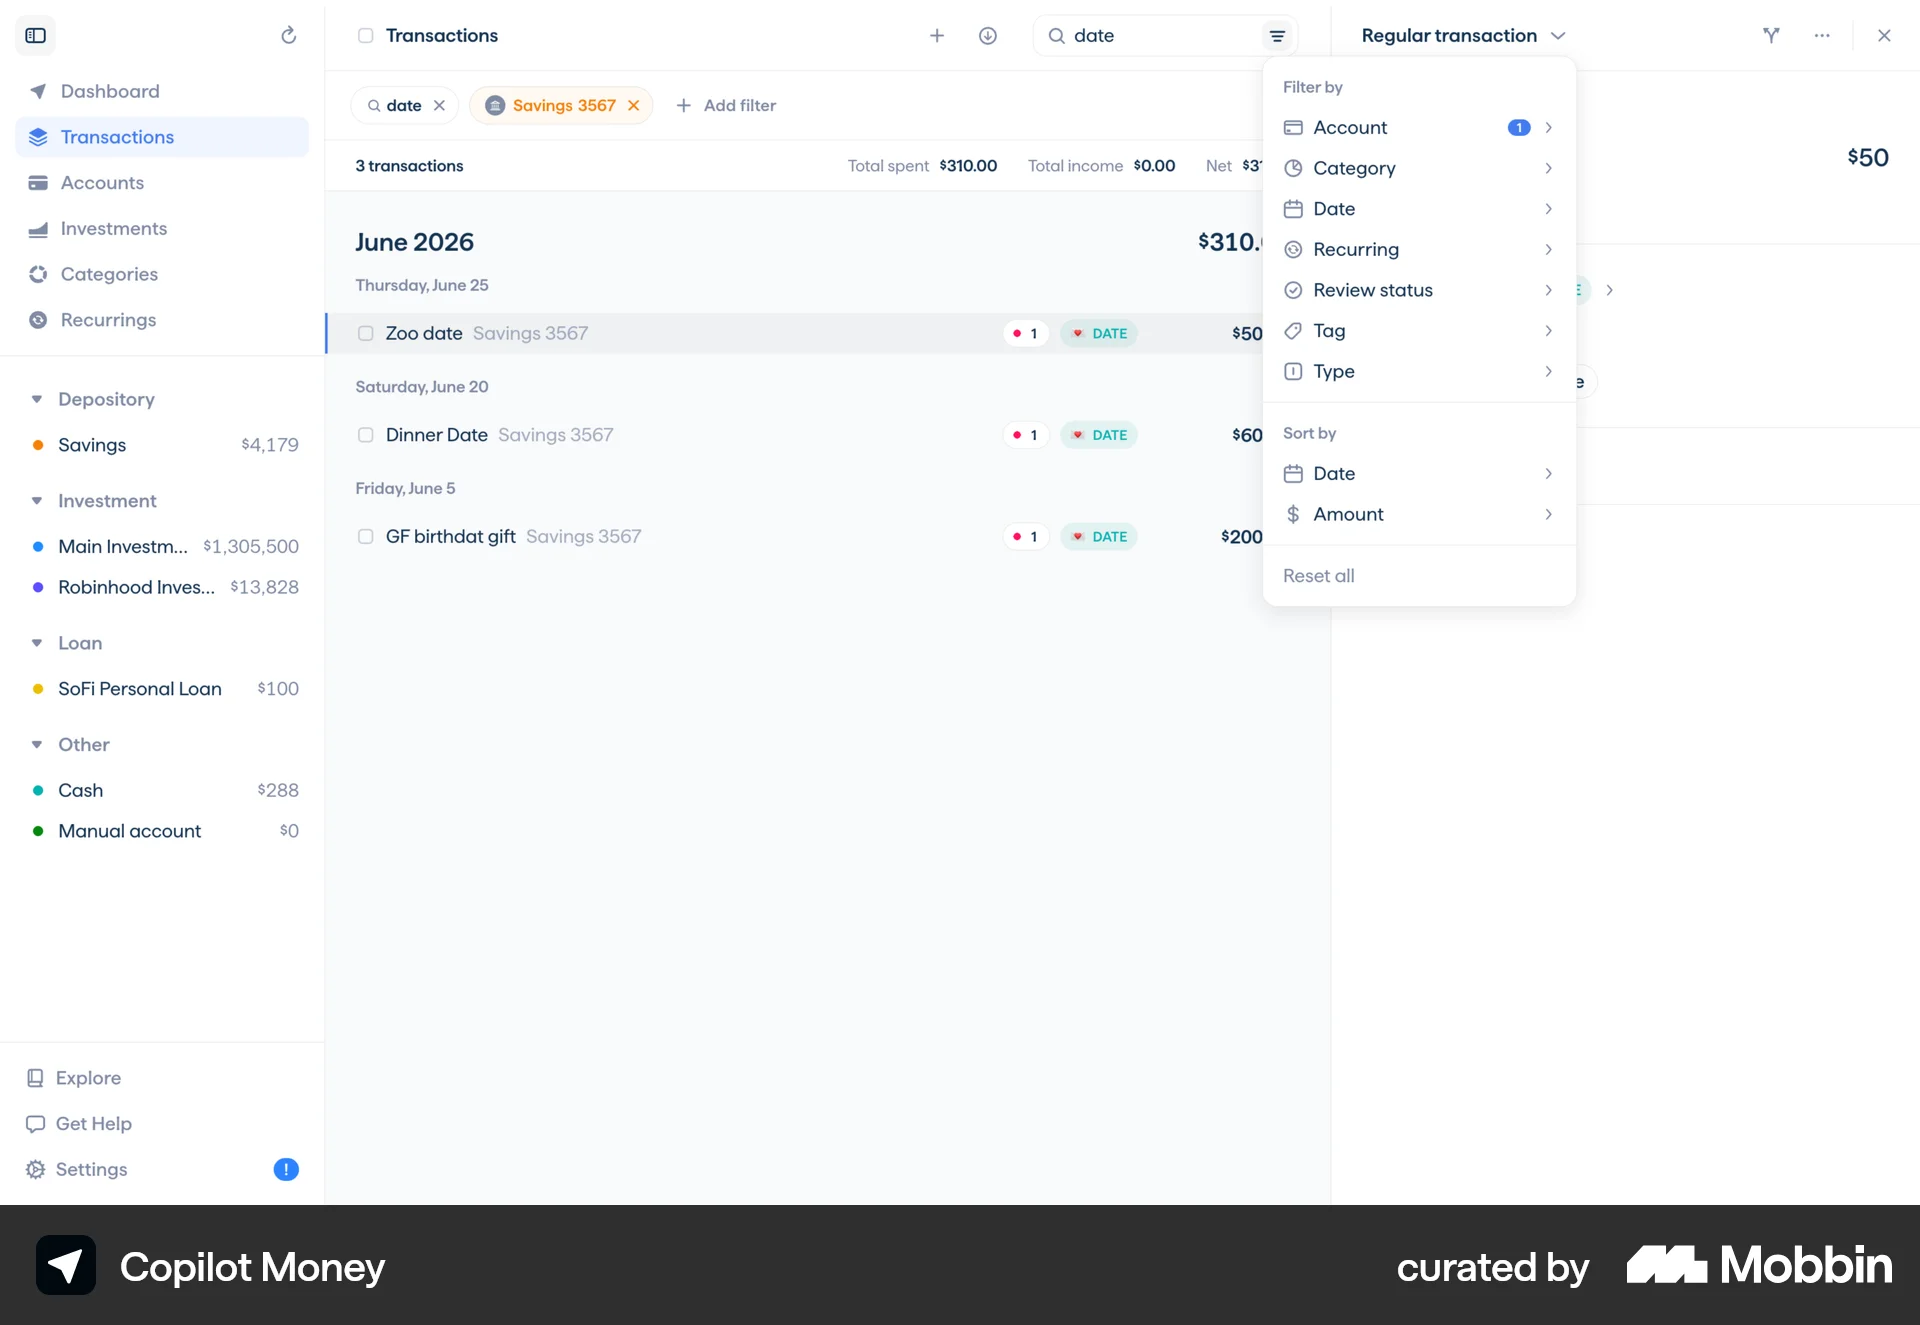 Dashboard
Transactions
Accounts
Investments
Categories
Recurrings
Depository
Savings $4,179
Investment
Main Investm... $1,305,500
Robinhood Inves... $13,828
Loan
SoFi Personal Loan $100
Other
Cash $288
Manual account $0
Explore
Get Help
Settings !
Transactions
date
date
Savings 3567
Add filter
3 transactions Total spent $310.00 Total income $0.00 Net
June 2026 $310.
Thursday, June 25
Zoo date Savings 3567 1 DATE $50
Saturday, June 20
Dinner Date Savings 3567 1 DATE $60
Friday, June 5
GF birthdat gift Savings 3567 1 DATE $200
Filter by
Account 1
Category
Date
Recurring
Review status
Tag
Type
Sort by
Date
Amount
Reset all
Regular transaction
$50
Copilot Money
curated by Mobbin